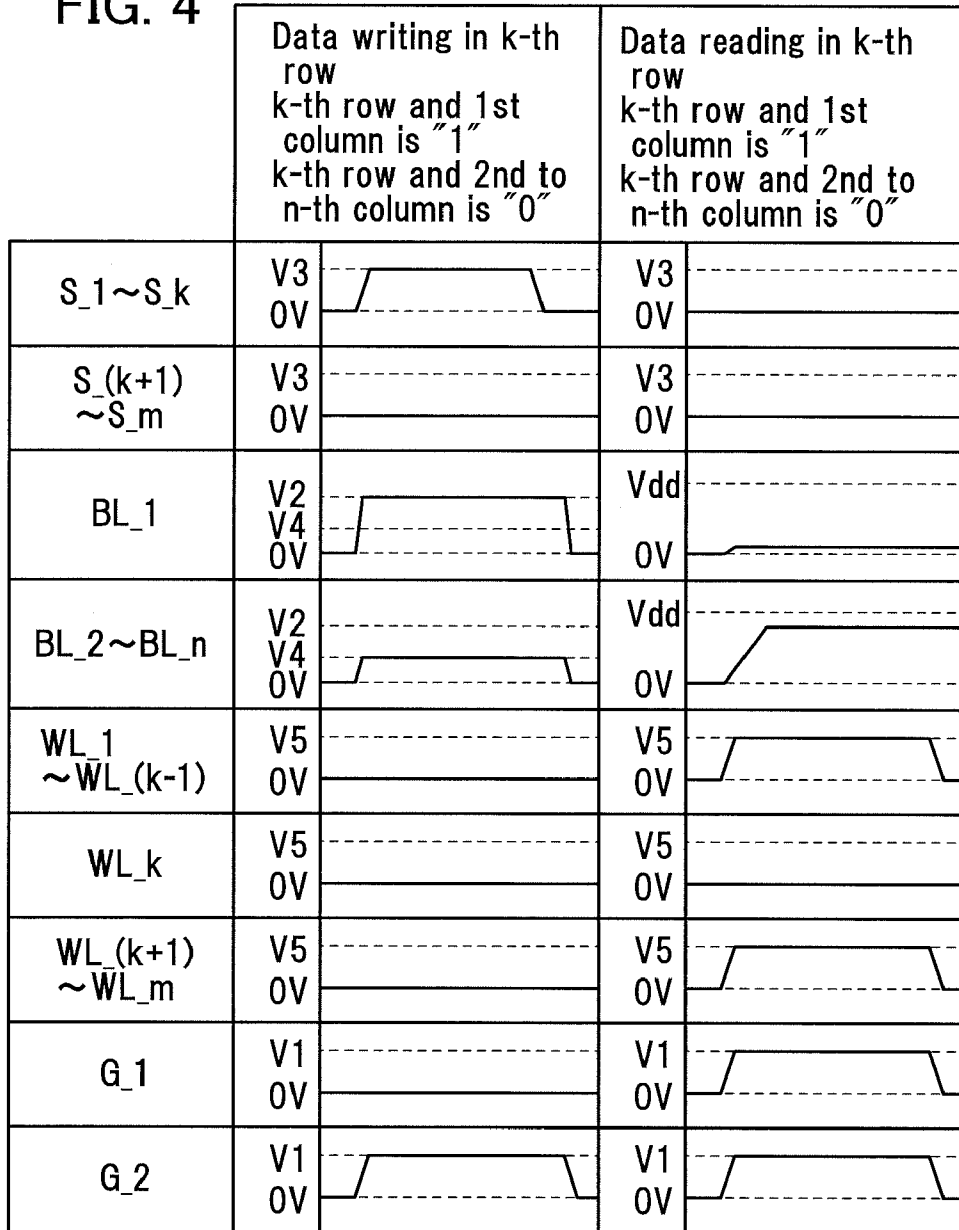 FIG. 4
Data writing in k-th
row
k-th row and 1st
column is ″1″
k-th row and 2nd to
n-th column is ″0″
Data reading in k-th
row
k-th row and 1st
column is ″1″
k-th row and 2nd to
n-th column is ″0″
S_1~S_k
V3
0V
V3
0V
S_(k+1)
~S_m
V3
0V
V3
0V
BL_1
V2
V4
0V
Vdd
0V
BL_2~BL_n
V2
V4
0V
Vdd
0V
WL_1
~WL_(k-1)
V5
0V
V5
0V
WL_k
V5
0V
V5
0V
WL_(k+1)
~WL_m
V5
0V
V5
0V
G_1
V1
0V
V1
0V
G_2
V1
0V
V1
0V